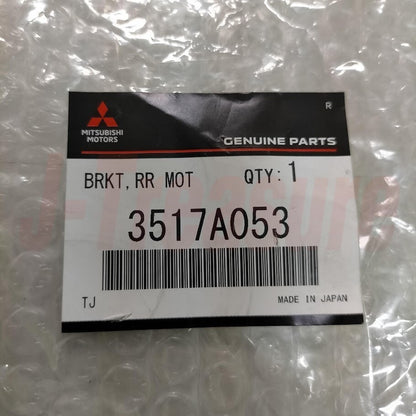 R
MITSUBISHI
MOTORS
GENUINE PARTS
BRKT, RR MOT QTY: 1
3517A053
TJ MADE IN JAPAN